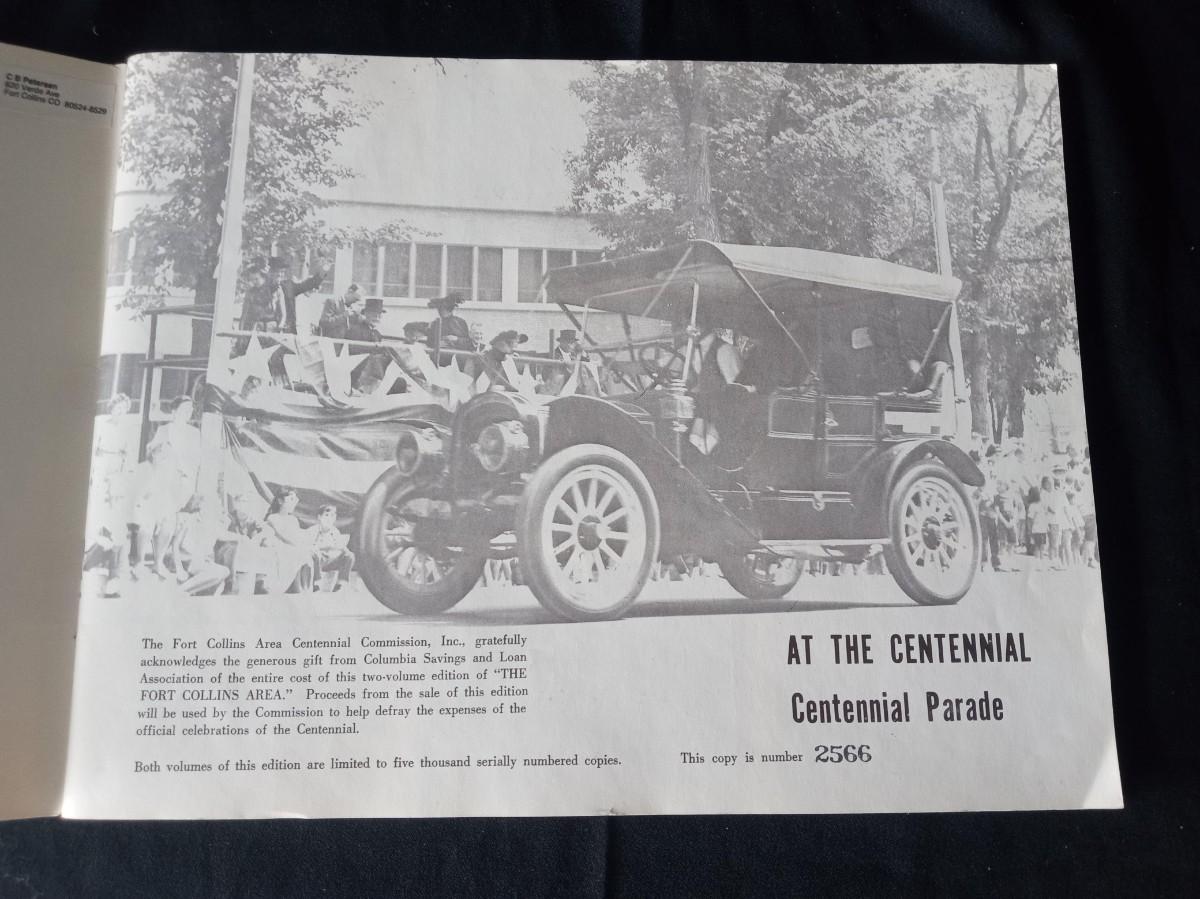 C B Petersen
620 Verde Ave
Fort Collins CO 80524-8529
The Fort Collins Area Centennial Commission, Inc., gratefully
acknowledges the generous gift from Columbia Savings and Loan
Association of the entire cost of this two-volume edition of "THE
FORT COLLINS AREA." Proceeds from the sale of this edition
will be used by the Commission to help defray the expenses of the
official celebrations of the Centennial.
Both volumes of this edition are limited to five thousand serially numbered copies.
AT THE CENTENNIAL
Centennial Parade
This copy is number 2566